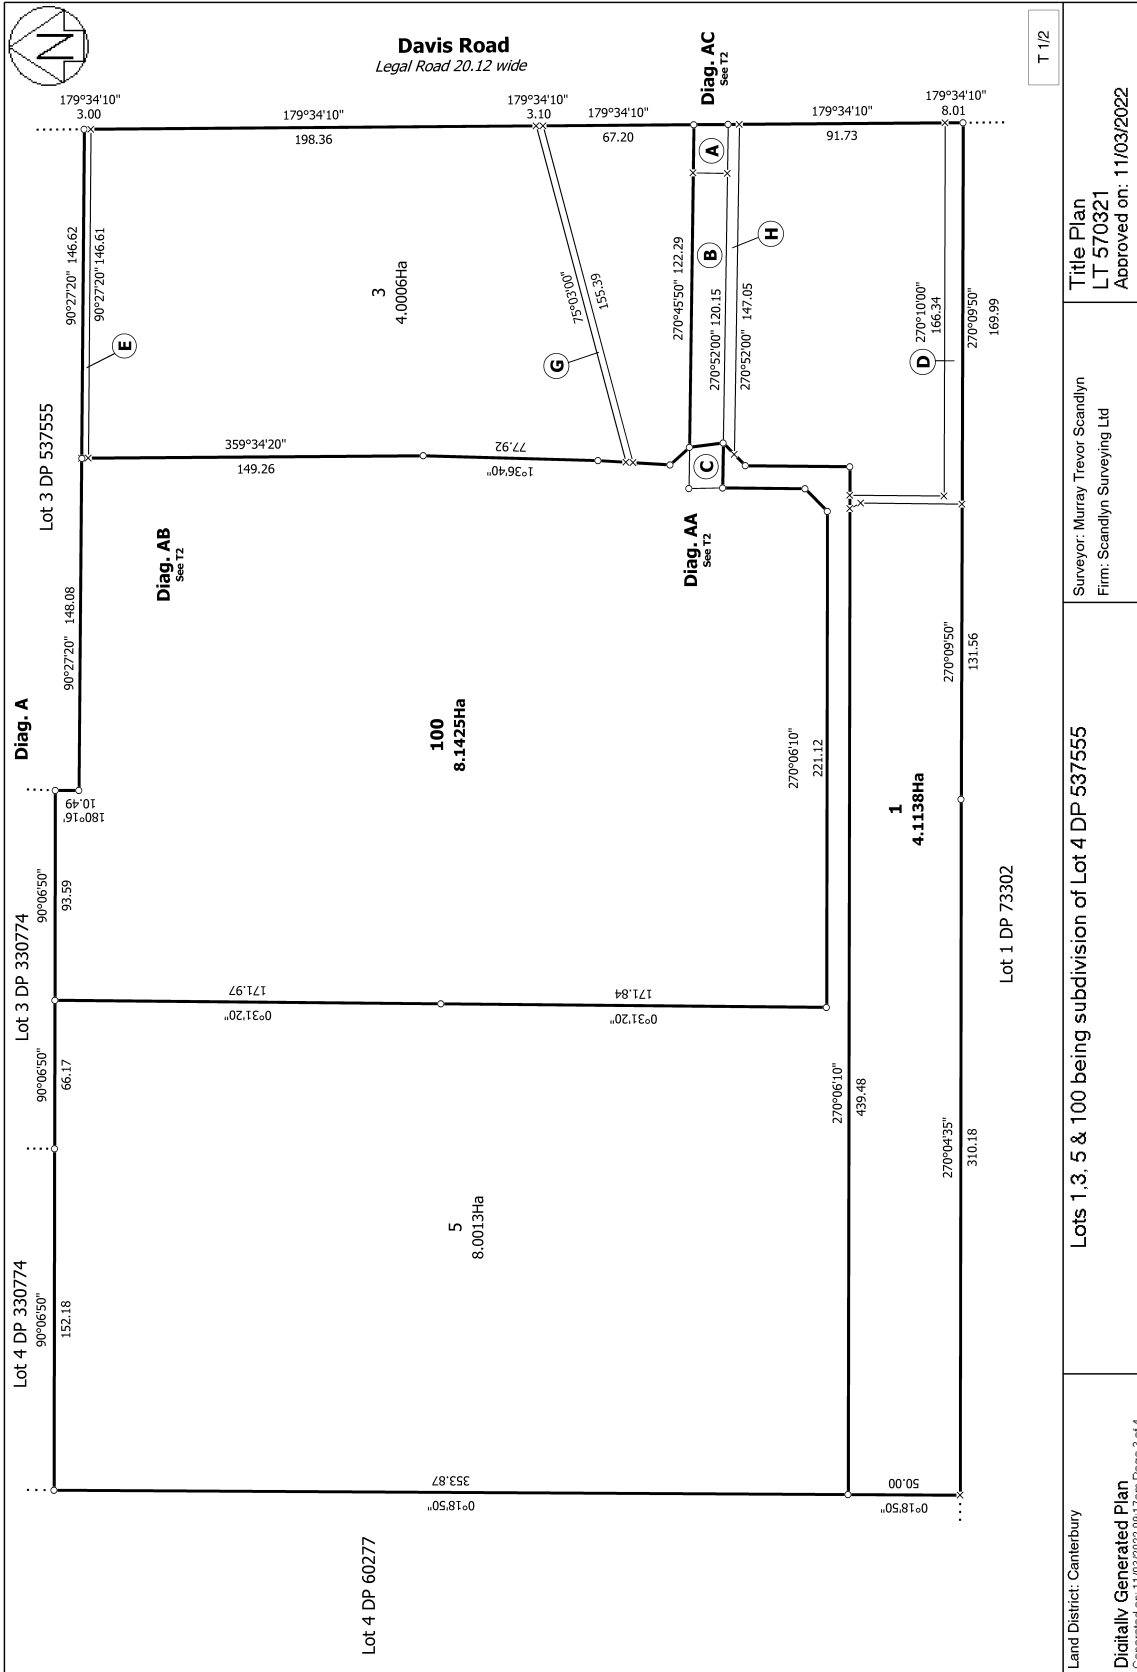 N
Davis Road
Legal Road 20.12 wide
T 1/2
Diag. AC
See T2
179°34'10"
3.00
179°34'10"
198.36
179°34'10"
3.10
179°34'10"
67.20
179°34'10"
91.73
179°34'10"
8.01
90°27'20" 146.62
90°27'20" 146.61
E
3
4.0006Ha
75°03'00"
155.39
G
270°45'50" 122.29
A
B
H
270°52'00" 120.15
270°52'00" 147.05
C
270°10'00"
166.34
D
270°09'50"
169.99
Lot 3 DP 537555
359°34'20"
149.26
77.92
1°36'40"
Diag. AB
See T2
Diag. AA
See T2
90°27'20" 148.08
Diag. A
10.49
180°16'
100
8.1425Ha
270°06'10"
221.12
270°09'50"
131.56
1
4.1138Ha
Lot 1 DP 73302
Lot 3 DP 330774
90°06'50"
93.59
90°06'50"
66.17
171.97
0°31'20"
171.84
0°31'20"
270°06'10"
439.48
270°04'35"
310.18
5
8.0013Ha
Lot 4 DP 330774
90°06'50"
152.18
353.87
0°18'50"
50.00
0°18'50"
Lot 4 DP 60277
Land District: Canterbury
Digitally Generated Plan
Lots 1,3, 5 & 100 being subdivision of Lot 4 DP 537555
Surveyor: Murray Trevor Scandlyn
Firm: Scandlyn Surveying Ltd
Title Plan
LT 570321
Approved on: 11/03/2022